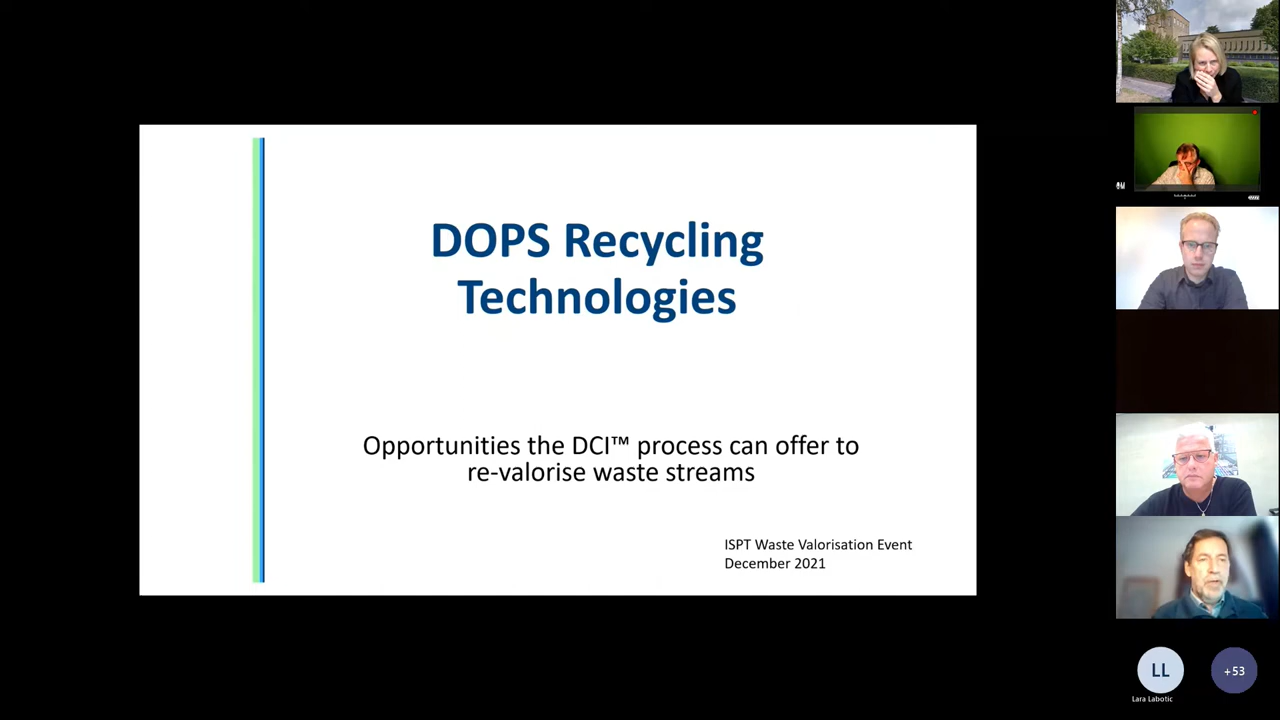 DOPS Recycling
Technologies
Opportunities the DCI™ process can offer to
re-valorise waste streams
ISPT Waste Valorisation Event
December 2021
LL
+53
Lara Labotic